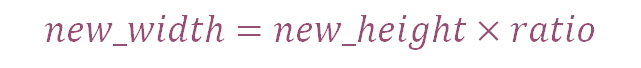 new_width = new_height × ratio